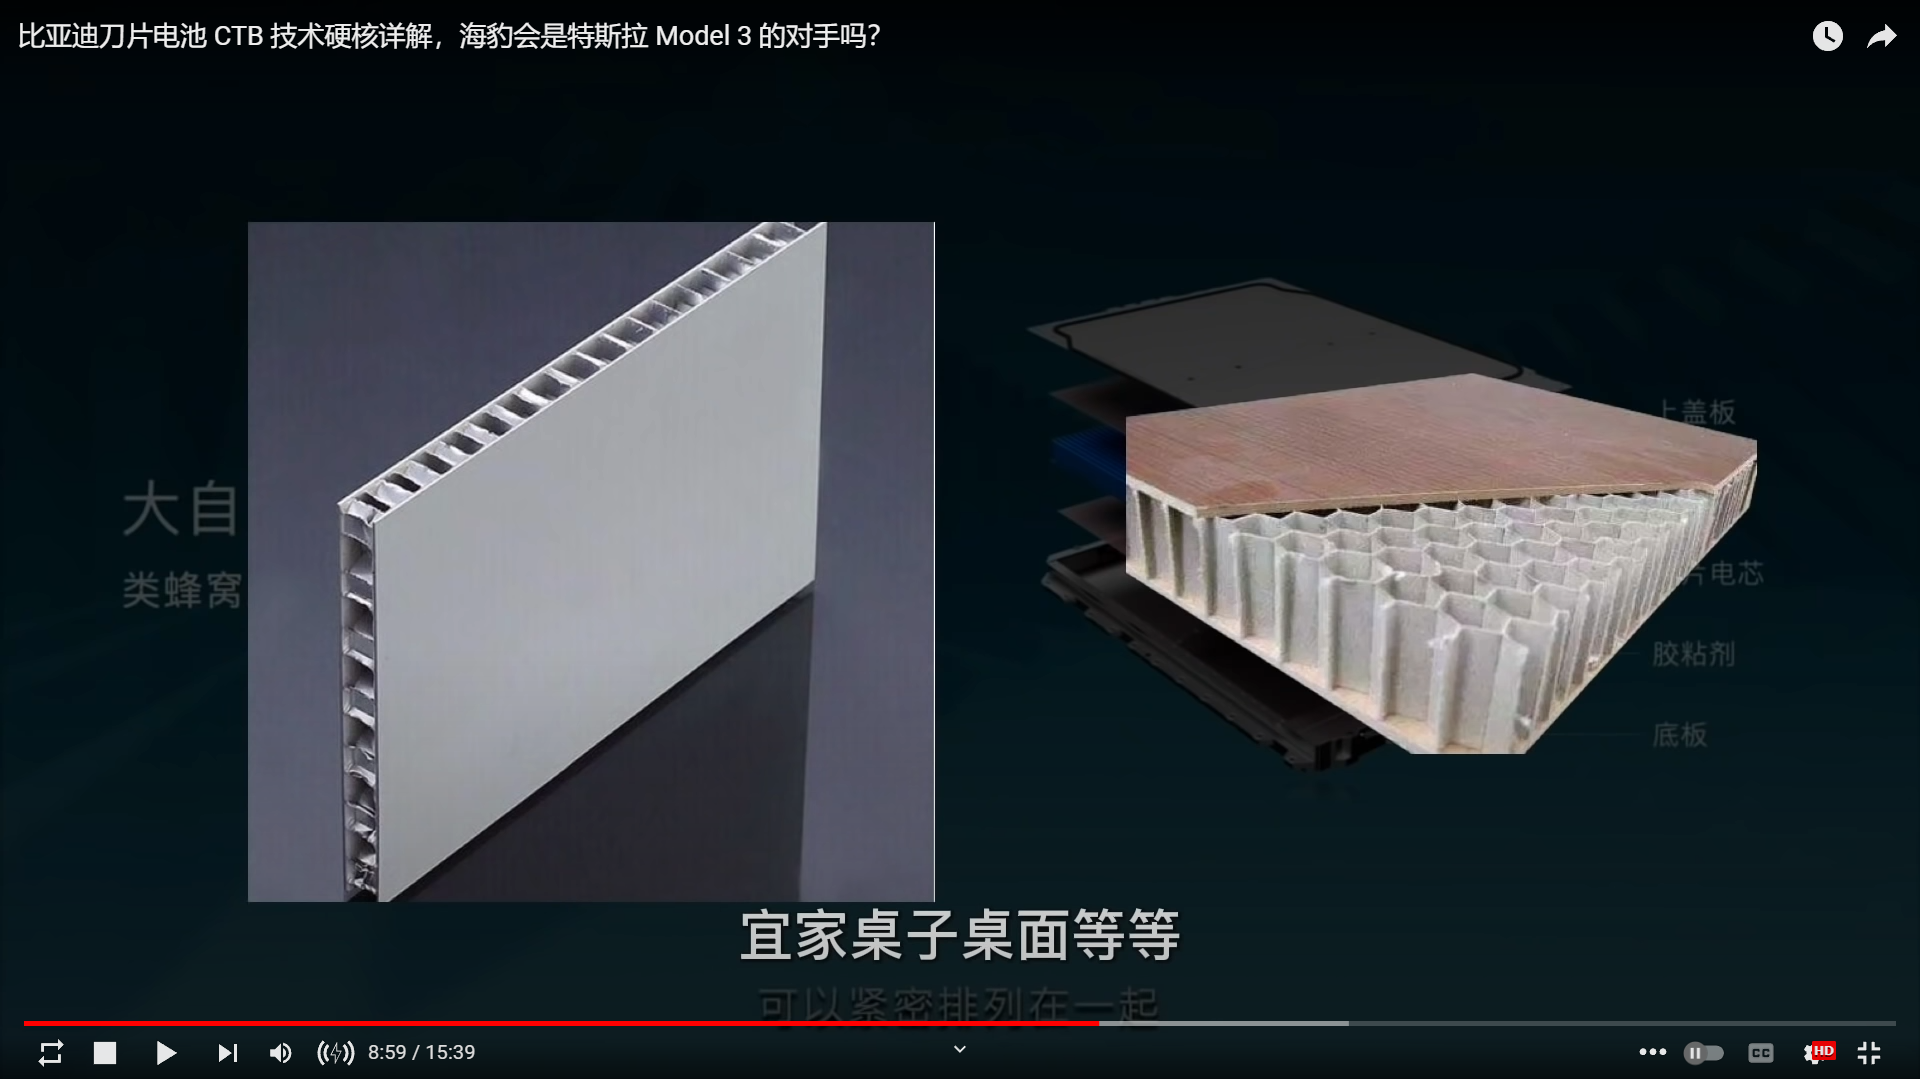 比亚迪刀片电池 CTB 技术硬核详解，海豹会是特斯拉 Model 3 的对手吗？
上盖板
大自
类蜂窝
片电芯
胶粘剂
底板
宜家桌子桌面等等
可以紧密排列在一起
8:59 / 15:39
CC
HD